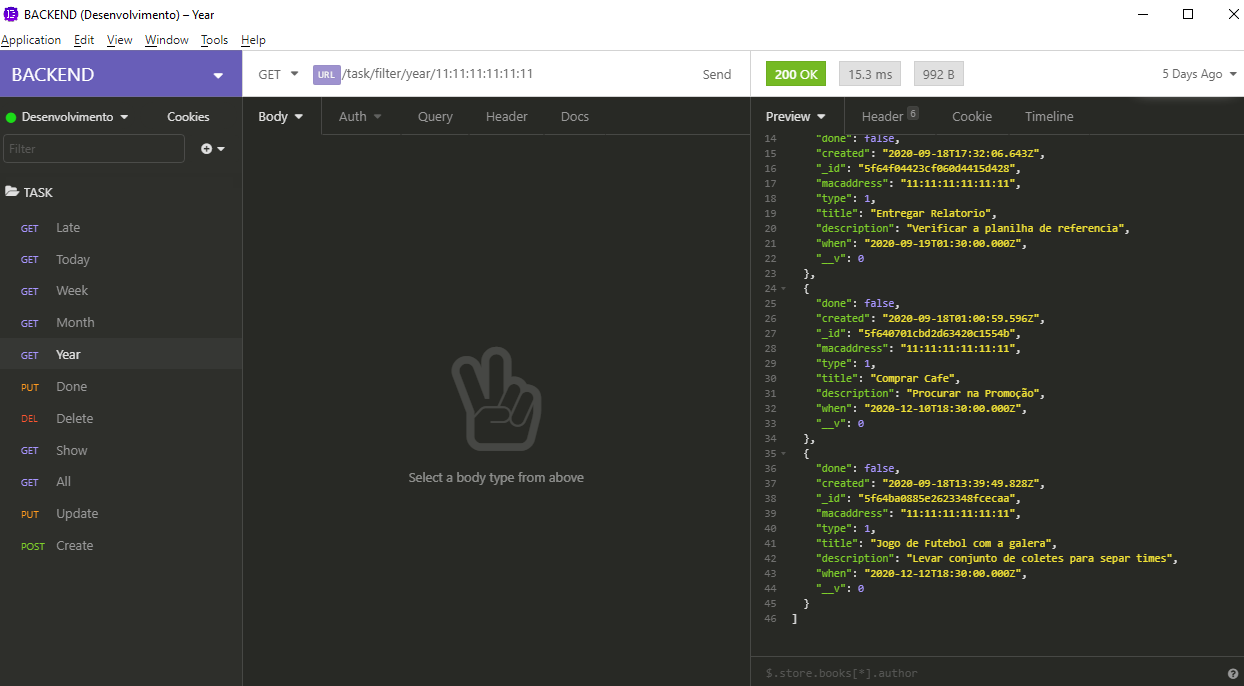 BACKEND (Desenvolvimento) – Year
Application Edit View Window Tools Help
BACKEND
GET URL /task/filter/year/11:11:11:11:11:11 Send
200 OK 15.3 ms 992 B 5 Days Ago
Desenvolvimento Cookies
Filter
TASK
GET Late
GET Today
GET Week
GET Month
GET Year
PUT Done
DEL Delete
GET Show
GET All
PUT Update
POST Create
Body Auth Query Header Docs
Select a body type from above
Preview Header 6 Cookie Timeline
14 "done": false,
15 "created": "2020-09-18T17:32:06.643Z",
16 "_id": "5f64f04423cf060d4415d428",
17 "macaddress": "11:11:11:11:11:11",
18 "type": 1,
19 "title": "Entregar Relatorio",
20 "description": "Verificar a planilha de referencia",
21 "when": "2020-09-19T01:30:00.000Z",
22 "__v": 0
23 },
24 {
25 "done": false,
26 "created": "2020-09-18T01:00:59.596Z",
27 "_id": "5f640701cbd2d63420c1554b",
28 "macaddress": "11:11:11:11:11:11",
29 "type": 1,
30 "title": "Comprar Cafe",
31 "description": "Procurar na Promoção",
32 "when": "2020-12-10T18:30:00.000Z",
33 "__v": 0
34 },
35 {
36 "done": false,
37 "created": "2020-09-18T13:39:49.828Z",
38 "_id": "5f64ba0885e2623348fcecaa",
39 "macaddress": "11:11:11:11:11:11",
40 "type": 1,
41 "title": "Jogo de Futebol com a galera",
42 "description": "Levar conjunto de coletes para separ times",
43 "when": "2020-12-12T18:30:00.000Z",
44 "__v": 0
45 }
46 ]
$.store.books[*].author